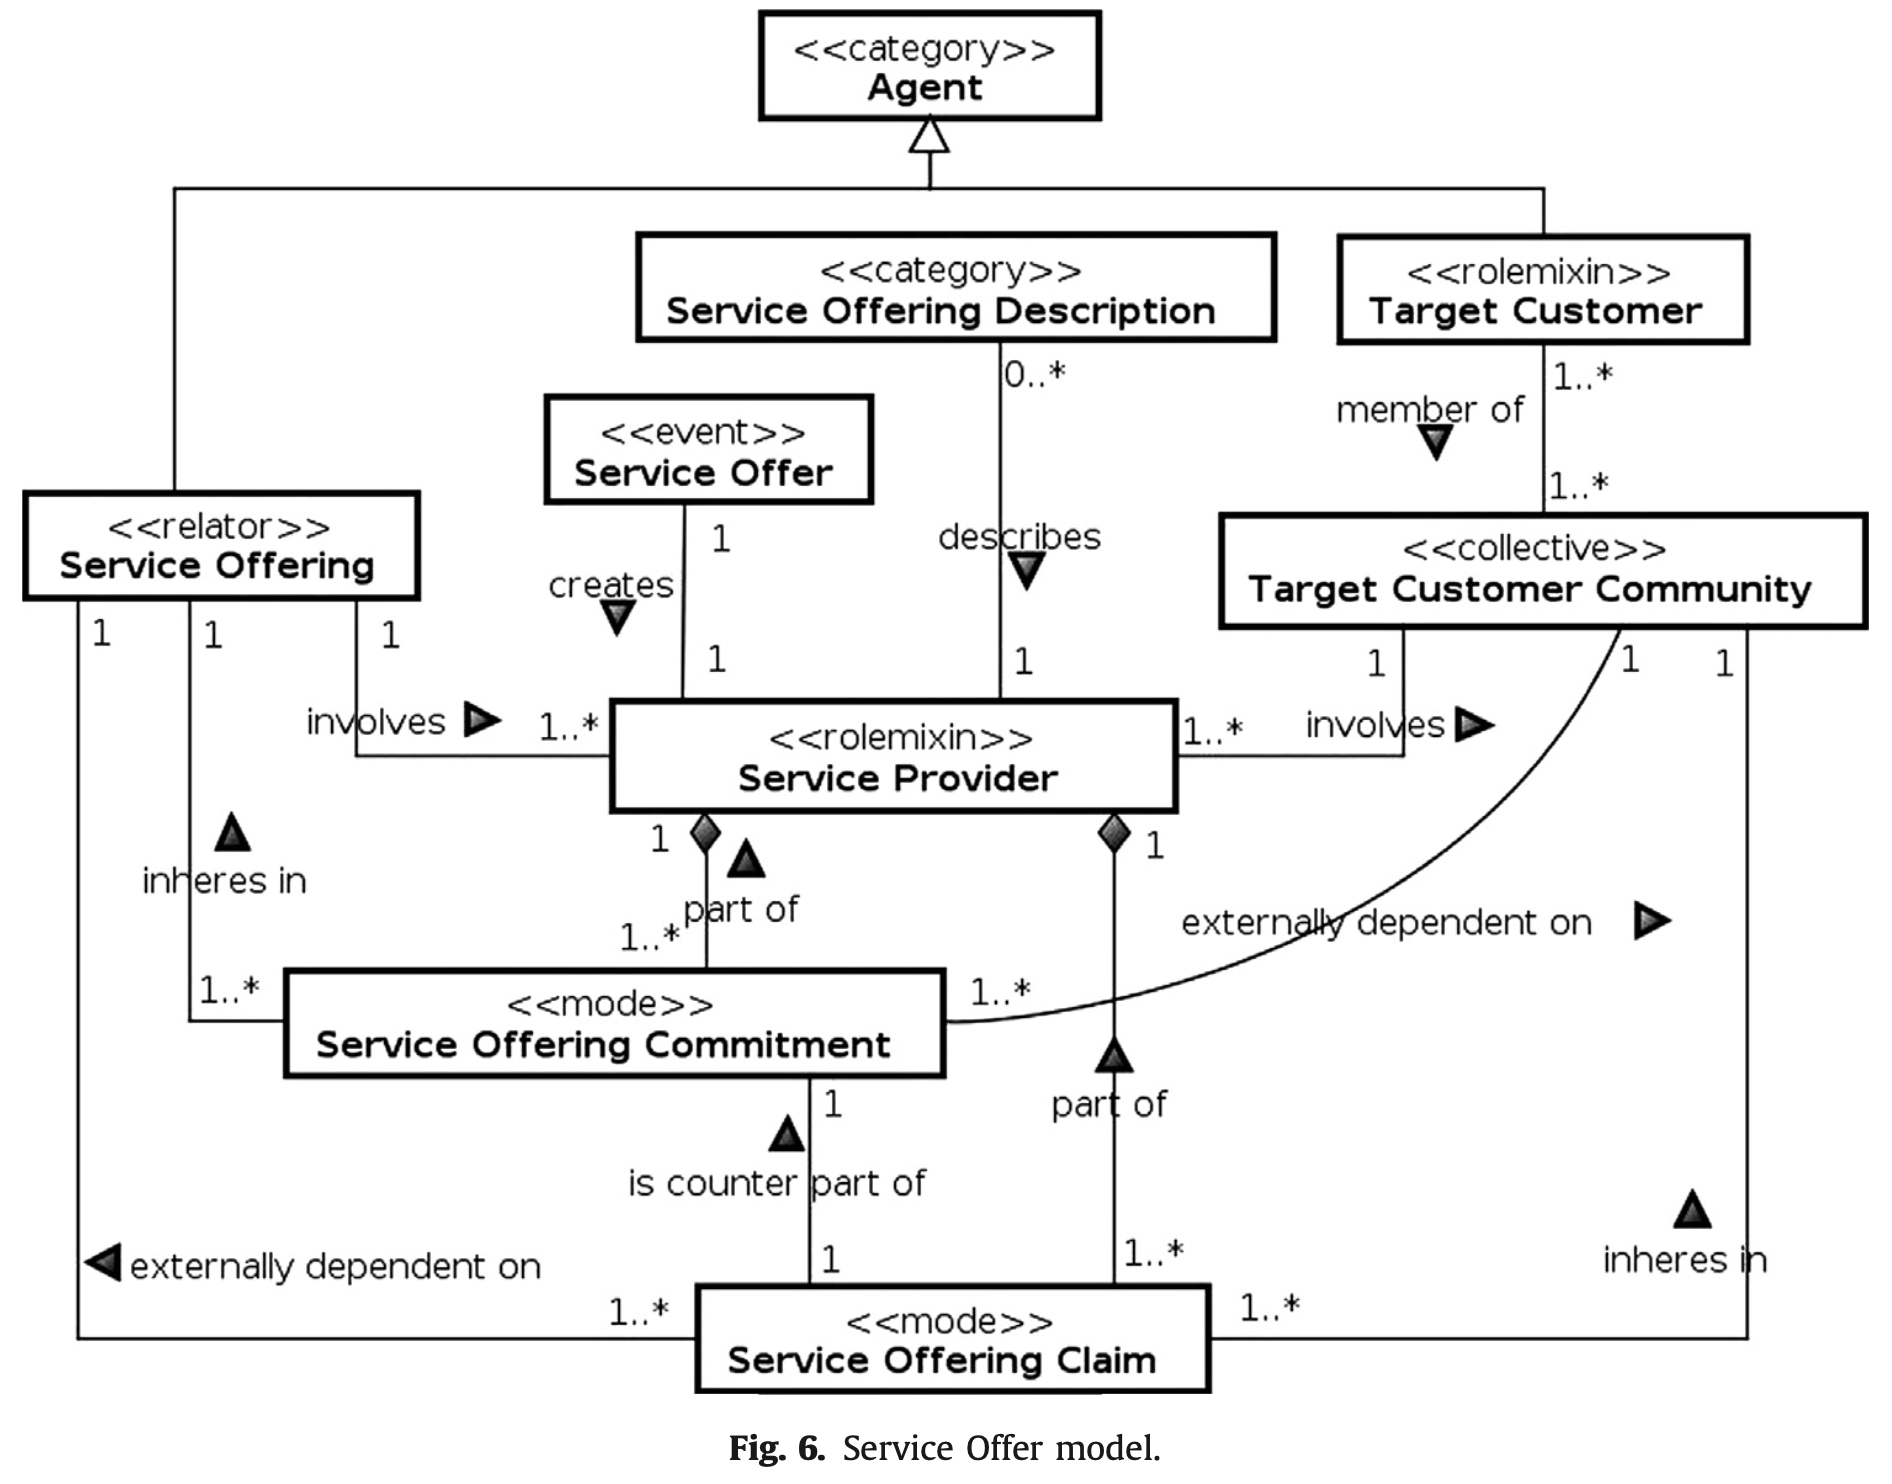 <<category>>
Agent
<<category>>
Service Offering Description
<<rolemixin>>
Target Customer
0..*
1..*
member of
1..*
<<event>>
Service Offer
<<relator>>
Service Offering
1
describes
<<collective>>
Target Customer Community
creates
1
1
1
1
1
1
1
1
involves
1..*
<<rolemixin>>
Service Provider
1..*
involves
1
part of
1
inheres in
1..*
externally dependent on
1..*
<<mode>>
Service Offering Commitment
1..*
1
part of
is counter part of
externally dependent on
1
1..*
inheres in
1..*
<<mode>>
Service Offering Claim
1..*
Fig. 6. Service Offer model.